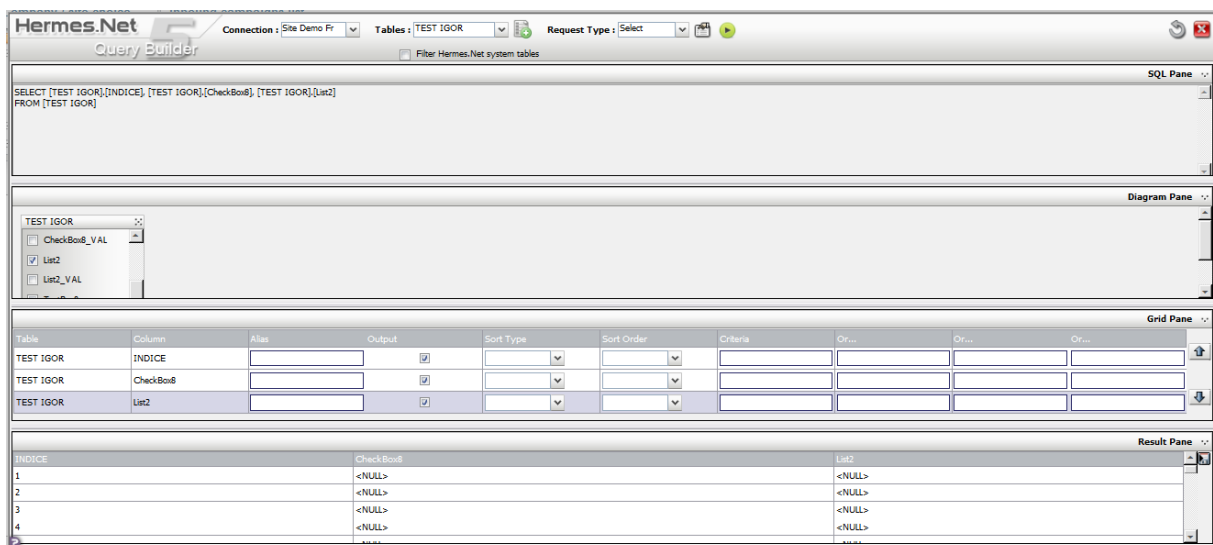 Hermes.Net 5 Connection : Site Demo Fr Tables : TEST IGOR Request Type : Select
Query Builder Filter Hermes.Net system tables
SQL Pane
SELECT [TEST IGOR].[INDICE], [TEST IGOR].[CheckBox8], [TEST IGOR].[List2]
FROM [TEST IGOR]
Diagram Pane
TEST IGOR
CheckBox8_VAL
List2
List2_VAL
Grid Pane
Table Column Alias Output Sort Type Sort Order Criteria Or... Or... Or...
TEST IGOR INDICE
TEST IGOR CheckBox8
TEST IGOR List2
Result Pane
INDICE CheckBox8 List2
1 <NULL> <NULL>
2 <NULL> <NULL>
3 <NULL> <NULL>
4 <NULL> <NULL>